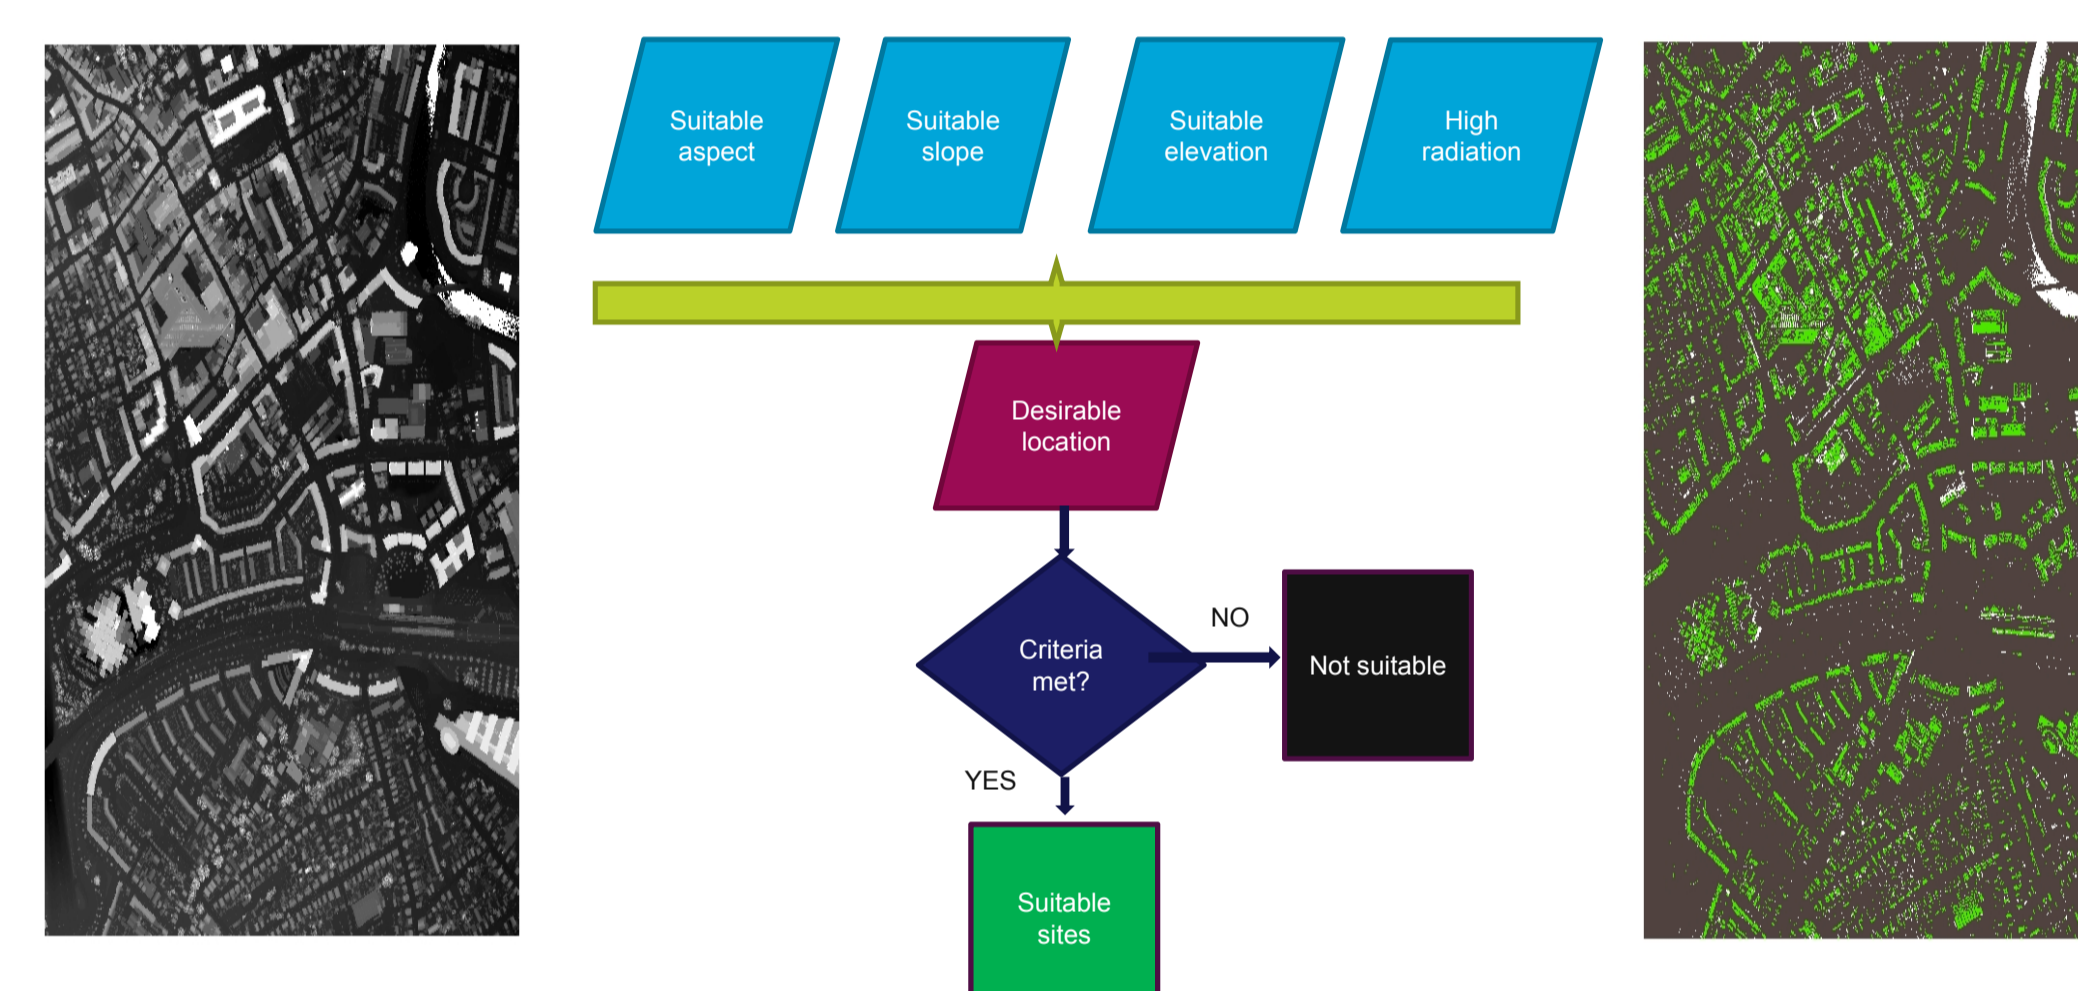 Suitable
aspect
Suitable
slope
Suitable
elevation
High
radiation
Desirable
location
Criteria
met?
NO
Not suitable
YES
Suitable
sites